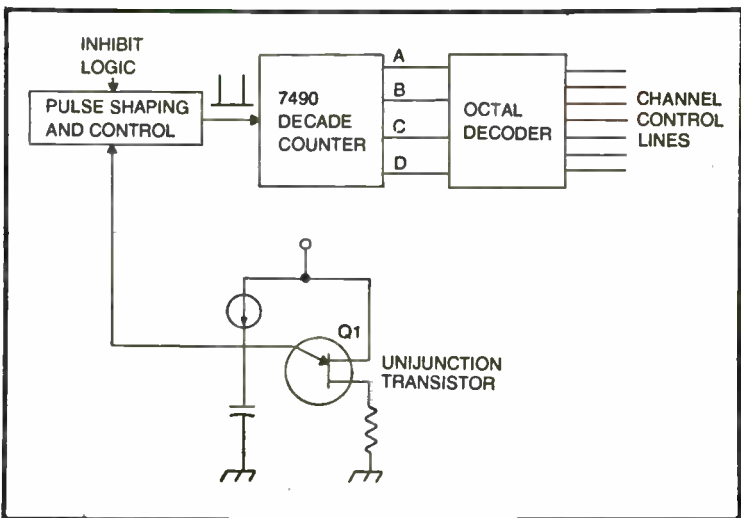 INHIBIT
LOGIC
PULSE SHAPING
AND CONTROL
7490
DECADE
COUNTER
A
B
C
D
OCTAL
DECODER
CHANNEL
CONTROL
LINES
Q1
UNIJUNCTION
TRANSISTOR